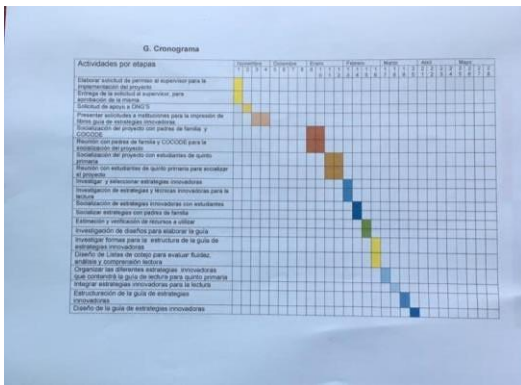 G. Cronograma
Actividades por etapas
Noviembre Diciembre Enero Febrero Marzo Abril Mayo
Elaborar solicitud de permiso al supervisor para la
implementación del proyecto
Entrega de la solicitud al supervisor, para
aprobación de la misma
Solicitud de apoyo a ONG'S
Presentar solicitudes a instituciones para la impresión de
libros guía de estrategias innovadoras
Socialización del proyecto con padres de familia y
COCODE
Reunión con padres de familia y COCODE para la
socialización del proyecto
Socialización del proyecto con estudiantes de quinto
primaria
Reunión con estudiantes de quinto primaria para socializar
el proyecto
Investigar y seleccionar estrategias innovadoras
Investigación de estrategias y técnicas innovadoras para la
lectura
Socialización de estrategias innovadoras con estudiantes
Socializar estrategias con padres de familia
Estimación y verificación de recursos a utilizar
Investigación de diseños para elaborar la guía
Investigar formas para la estructura de la guía de
estrategias innovadoras
Diseño de Listas de cotejo para evaluar fluidez,
análisis y comprensión lectora
Organizar las diferentes estrategias innovadoras
que contendrá la guía de lectura para quinto primaria
Integrar estrategias innovadoras para la lectura
Estructuración de la guía de estrategias
innovadoras
Diseño de la guía de estrategias innovadoras